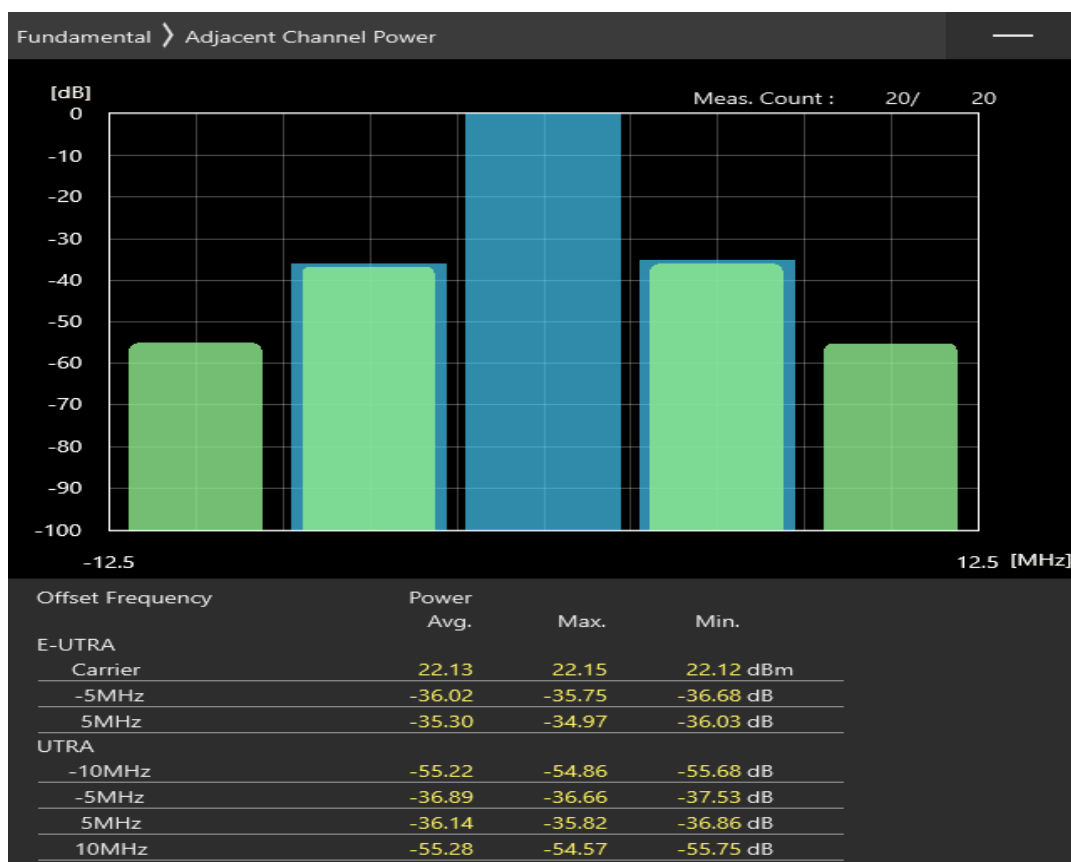 Fundamental ❯ Adjacent Channel Power
[dB]
Meas. Count : 20/ 20
0
-10
-20
-30
-40
-50
-60
-70
-80
-90
-100
-12.5 12.5 [MHz]
Offset Frequency Power
Avg. Max. Min.
E-UTRA
Carrier 22.13 22.15 22.12 dBm
-5MHz -36.02 -35.75 -36.68 dB
5MHz -35.30 -34.97 -36.03 dB
UTRA
-10MHz -55.22 -54.86 -55.68 dB
-5MHz -36.89 -36.66 -37.53 dB
5MHz -36.14 -35.82 -36.86 dB
10MHz -55.28 -54.57 -55.75 dB